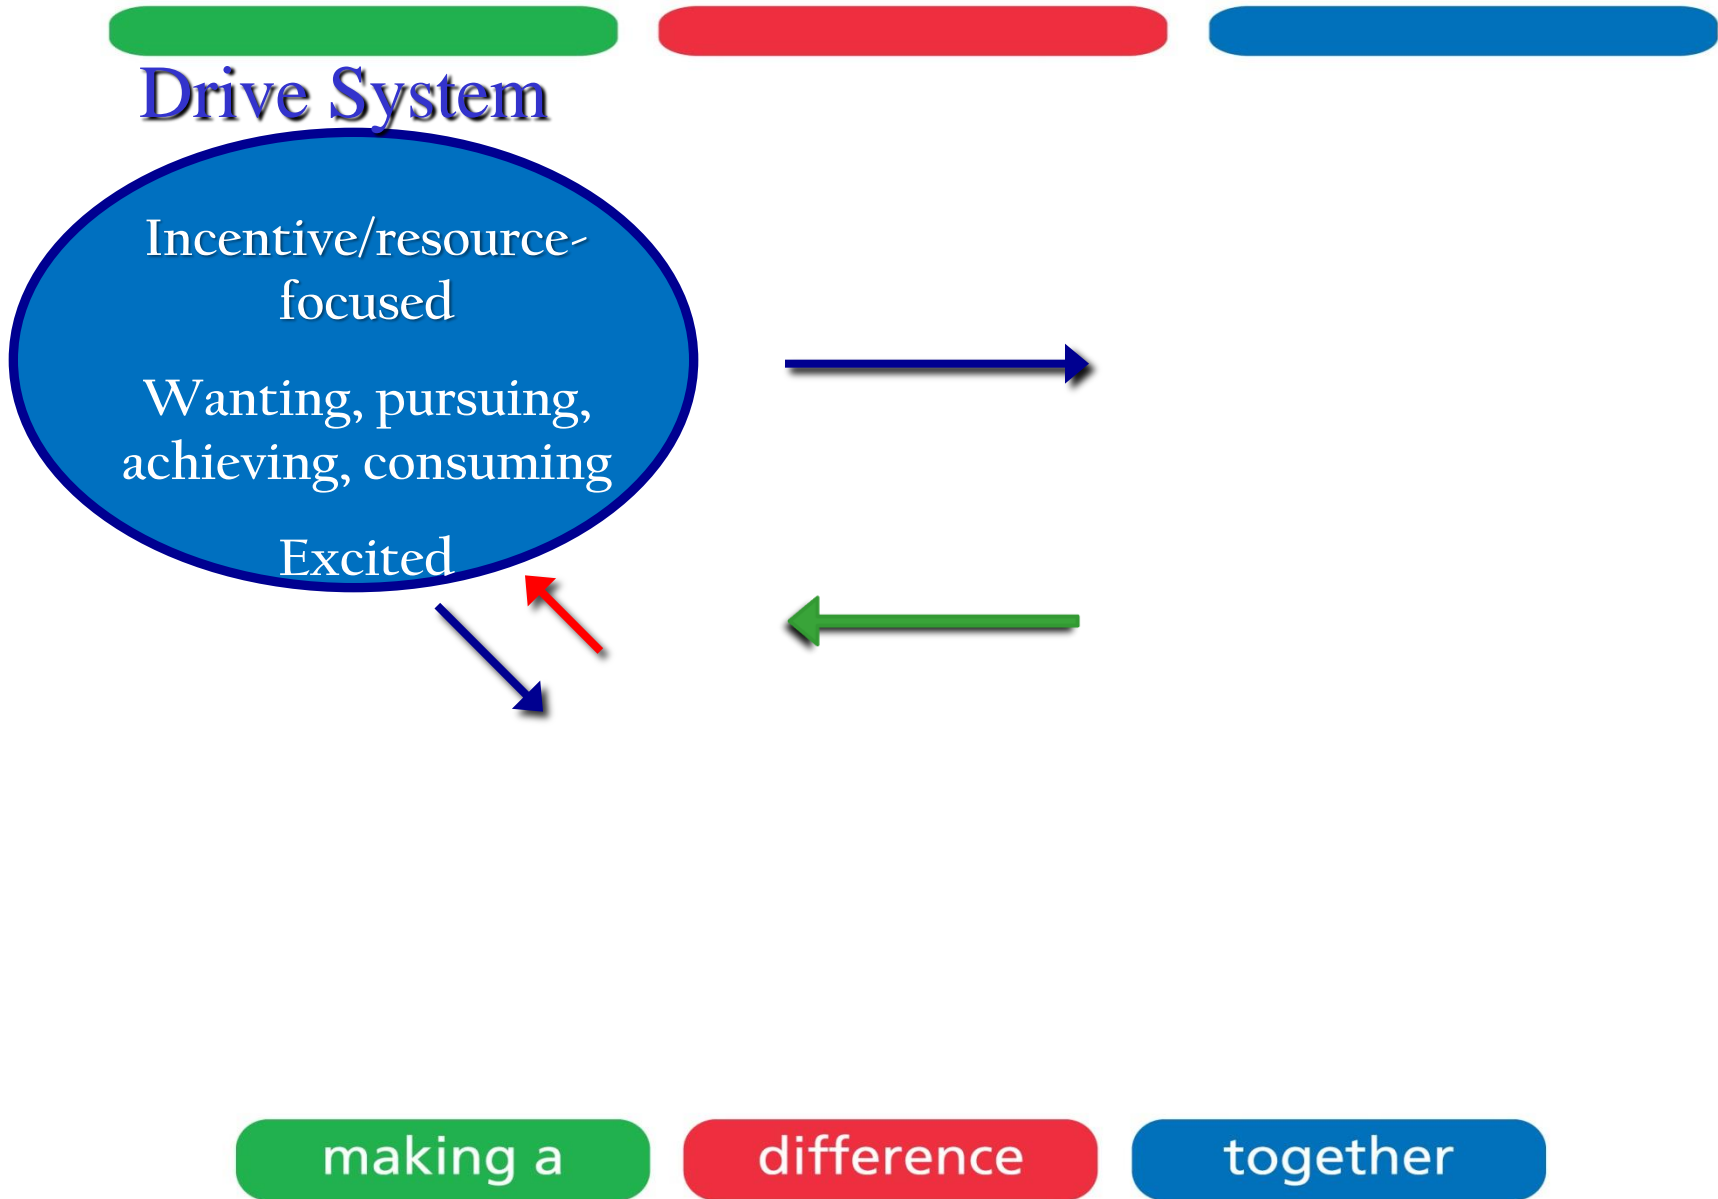 Drive System
Incentive/resource-
focused
Wanting, pursuing,
achieving, consuming
Excited
making a
difference
together